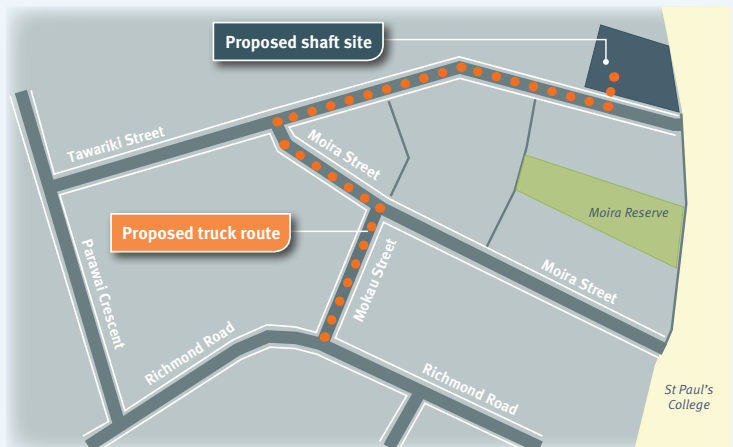 Proposed shaft site
Tawariki Street
Moira Street
Moira Reserve
Proposed truck route
Parawai Crescent
Mokau Street
Moira Street
Richmond Road
Richmond Road
St Paul's
College